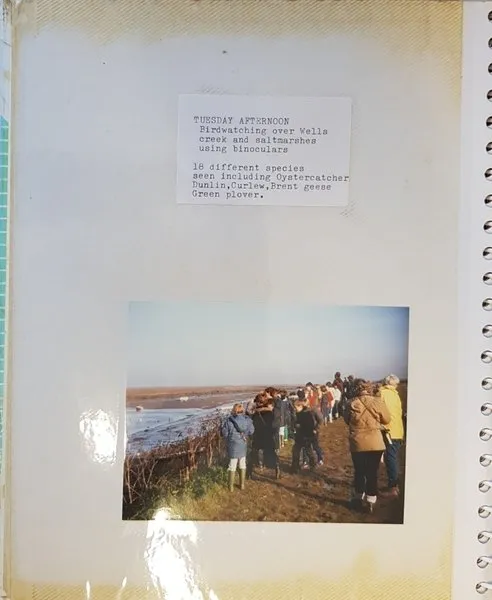 TUESDAY AFTERNOON
Birdwatching over Wells
creek and saltmarshes
using binoculars
18 different species
seen including Oystercatcher
Dunlin,Curlew,Brent geese
Green plover.